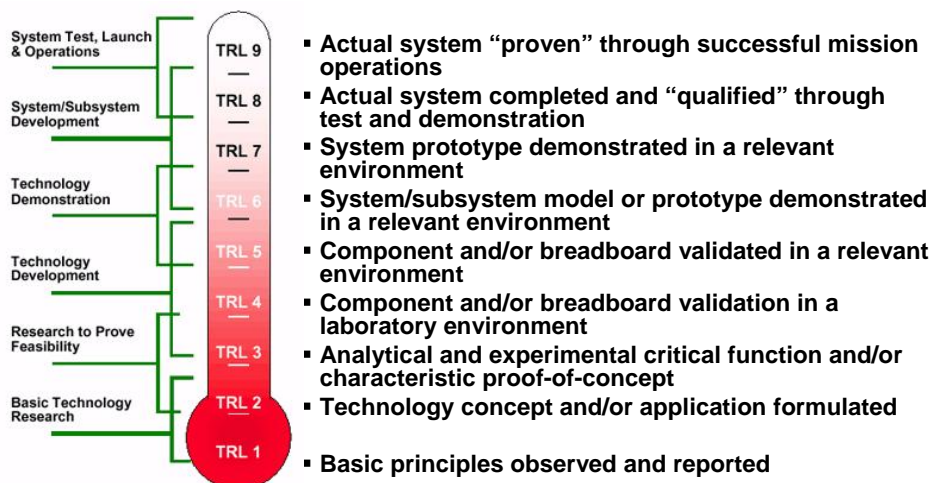 System Test, Launch
& Operations
System/Subsystem
Development
Technology
Demonstration
Technology
Development
Research to Prove
Feasibility
Basic Technology
Research
TRL 9
TRL 8
TRL 7
TRL 6
TRL 5
TRL 4
TRL 3
TRL 2
TRL 1
▪ Actual system “proven” through successful mission
operations
▪ Actual system completed and “qualified” through
test and demonstration
▪ System prototype demonstrated in a relevant
environment
▪ System/subsystem model or prototype demonstrated
in a relevant environment
▪ Component and/or breadboard validated in a relevant
environment
▪ Component and/or breadboard validation in a
laboratory environment
▪ Analytical and experimental critical function and/or
characteristic proof-of-concept
▪ Technology concept and/or application formulated
▪ Basic principles observed and reported